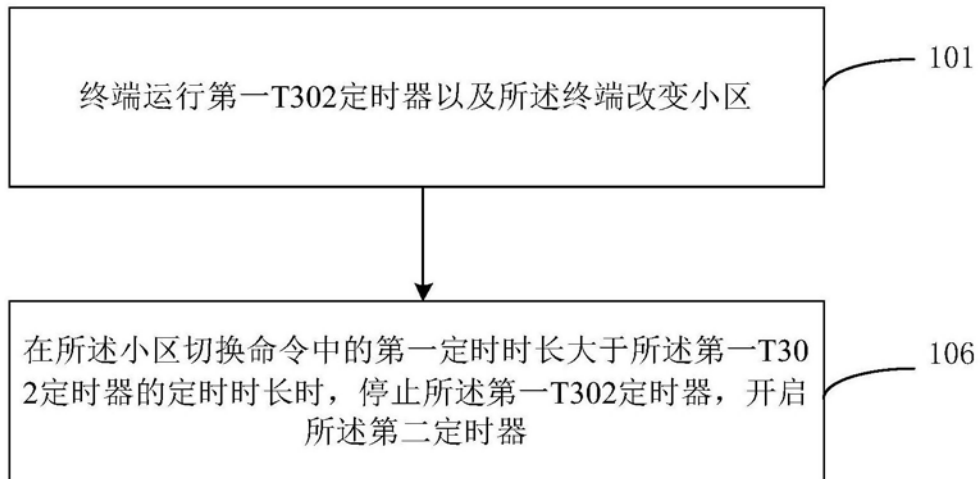 终端运行第一T302定时器以及所述终端改变小区
101
在所述小区切换命令中的第一定时时长大于所述第一T30
2定时器的定时时长时，停止所述第一T302定时器，开启
所述第二定时器
106